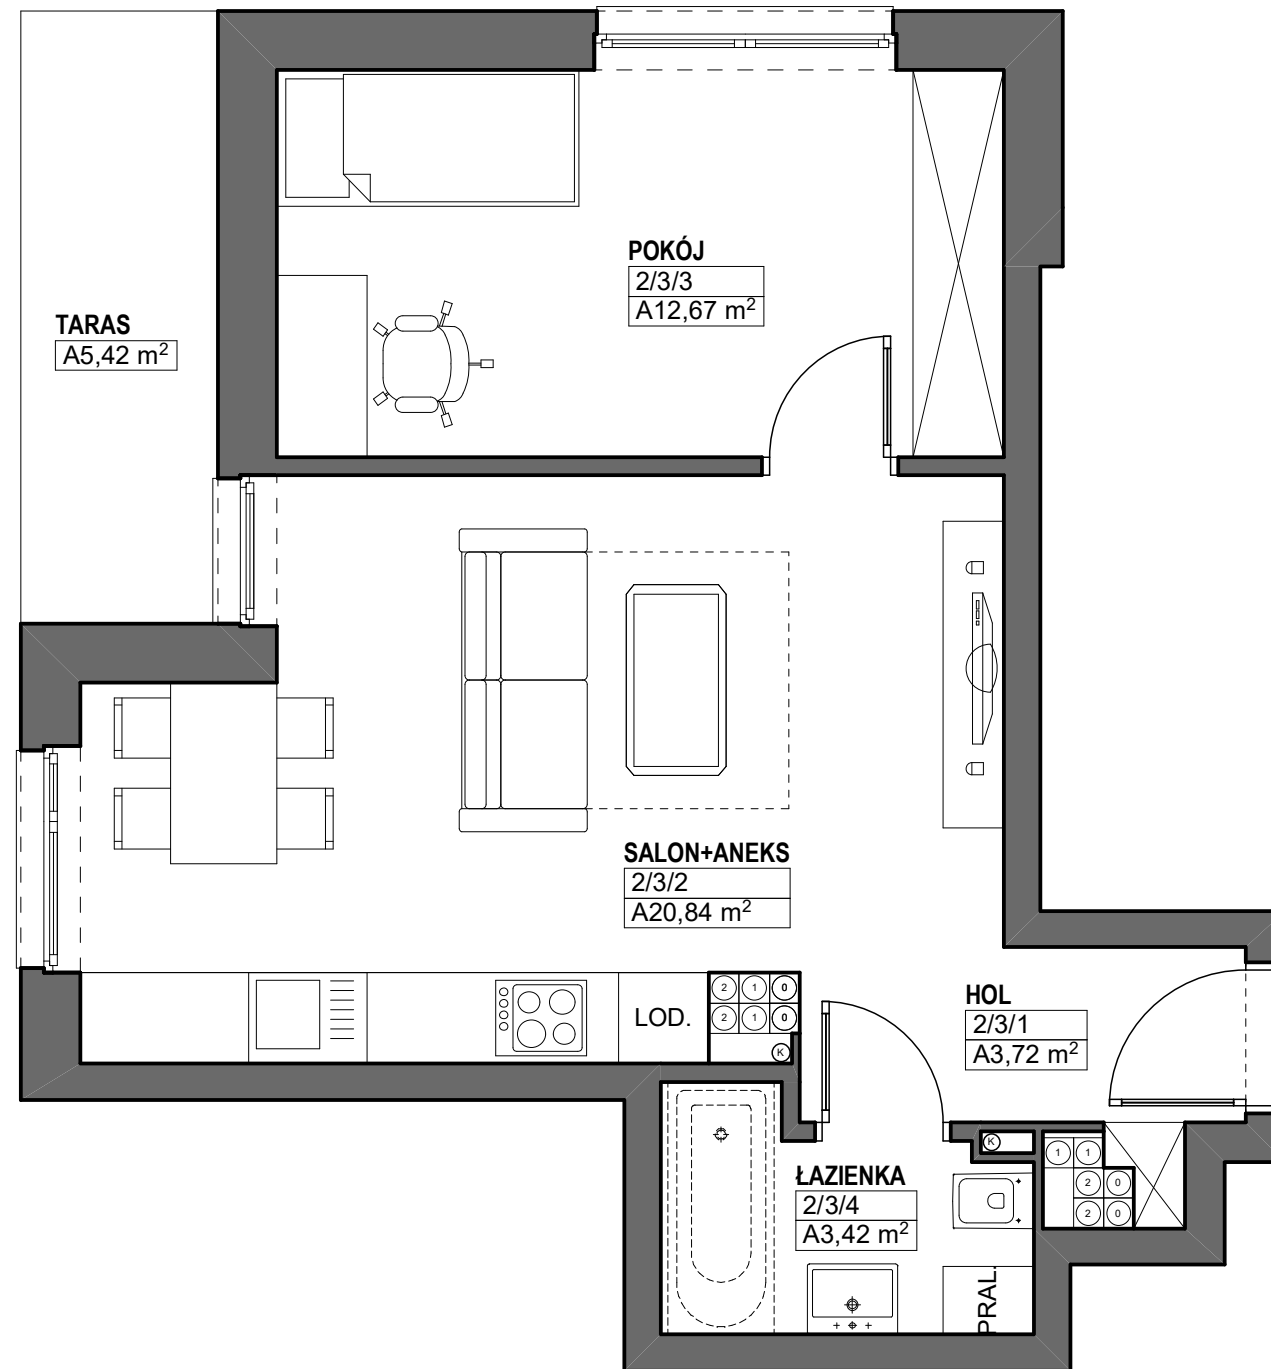 POKÓJ
2/3/3
A12,67 m²
TARAS
A5,42 m²
SALON+ANEKS
2/3/2
A20,84 m²
LOD.
2 1 0
2 1 0
K
HOL
2/3/1
A3,72 m²
K
1 1
2 0
2 0
ŁAZIENKA
2/3/4
A3,42 m²
PRAL.